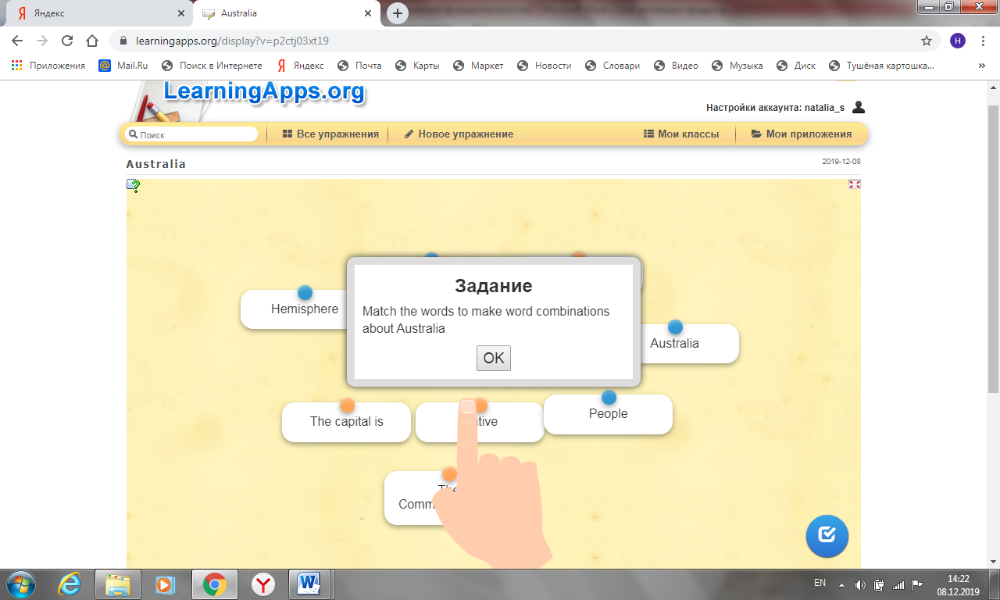 Яндекс
Australia
learningapps.org/display?v=p2ctj03xt19
Н
Приложения Mail.Ru Поиск в Интернете Яндекс Почта Карты Маркет Новости Словари Видео Музыка Диск Тушёная картошка... »
LearningApps.org
Настройки аккаунта: natalia_s
Поиск Все упражнения Новое упражнение Мои классы Мои приложения
Australia 2019-12-08
Задание
Match the words to make word combinations
about Australia
OK
Hemisphere
Australia
The capital is
People
EN
14:22
08.12.2019